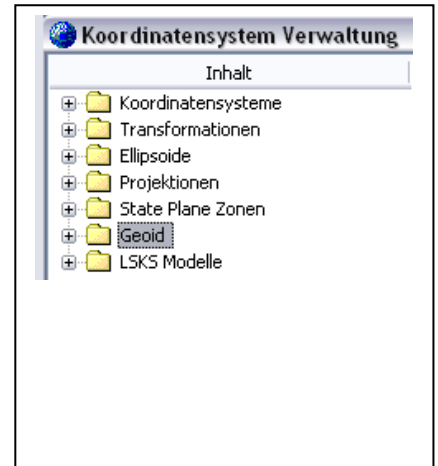 Koordinatensystem Verwaltung
Inhalt
Koordinatensysteme
Transformationen
Ellipsoide
Projektionen
State Plane Zonen
Geoid
LSKS Modelle